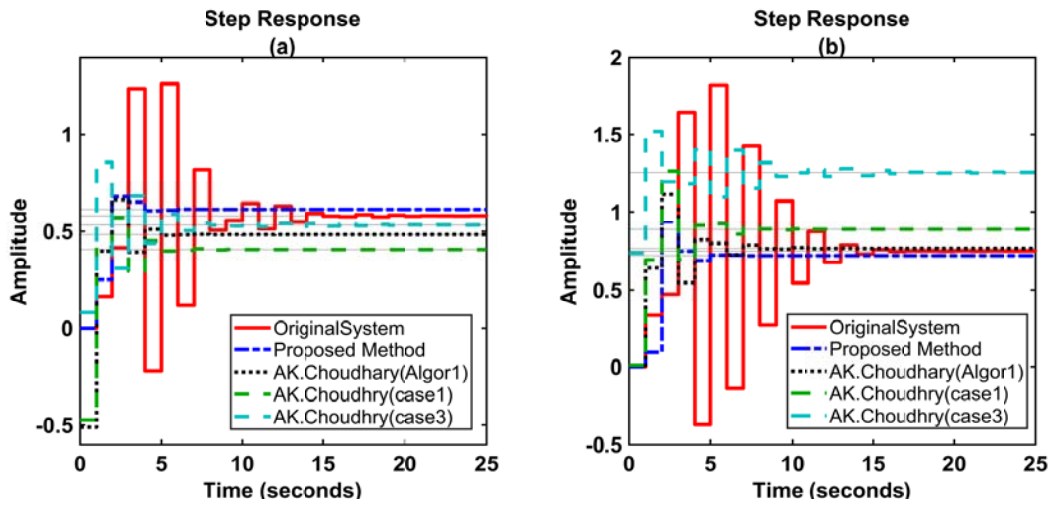 Step Response
(a)
Amplitude
1
0.5
0
-0.5
0 5 10 15 20 25
Time (seconds)
OriginalSystem
Proposed Method
AK.Choudhary(Algor1)
AK.Choudhry(case1)
AK.Choudhry(case3)
Step Response
(b)
Amplitude
2
1.5
1
0.5
0
-0.5
0 5 10 15 20 25
Time (seconds)
OriginalSystem
Proposed Method
AK.Choudhary(Algor1)
AK.Choudhry(case1)
AK.Choudhry(case3)